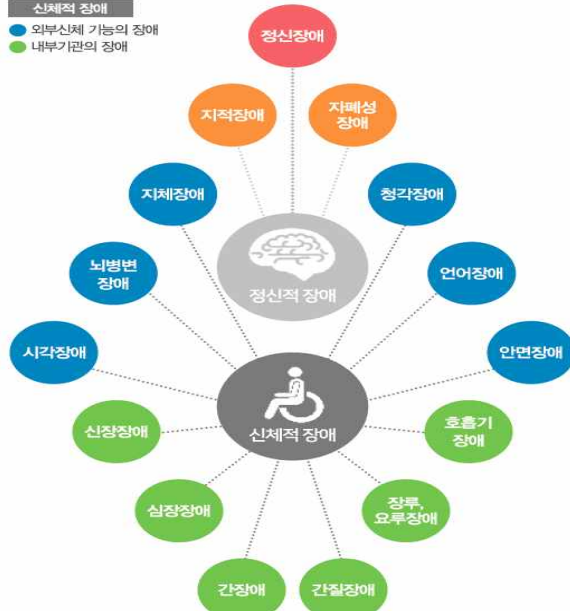 신체적 장애
외부신체 기능의 장애
내부기관의 장애
정신장애
지적장애
자폐성
장애
지체장애
청각장애
정신적 장애
뇌병변
장애
언어장애
시각장애
안면장애
신체적 장애
신장장애
호흡기
장애
심장장애
장루,
요루장애
간장애
간질장애